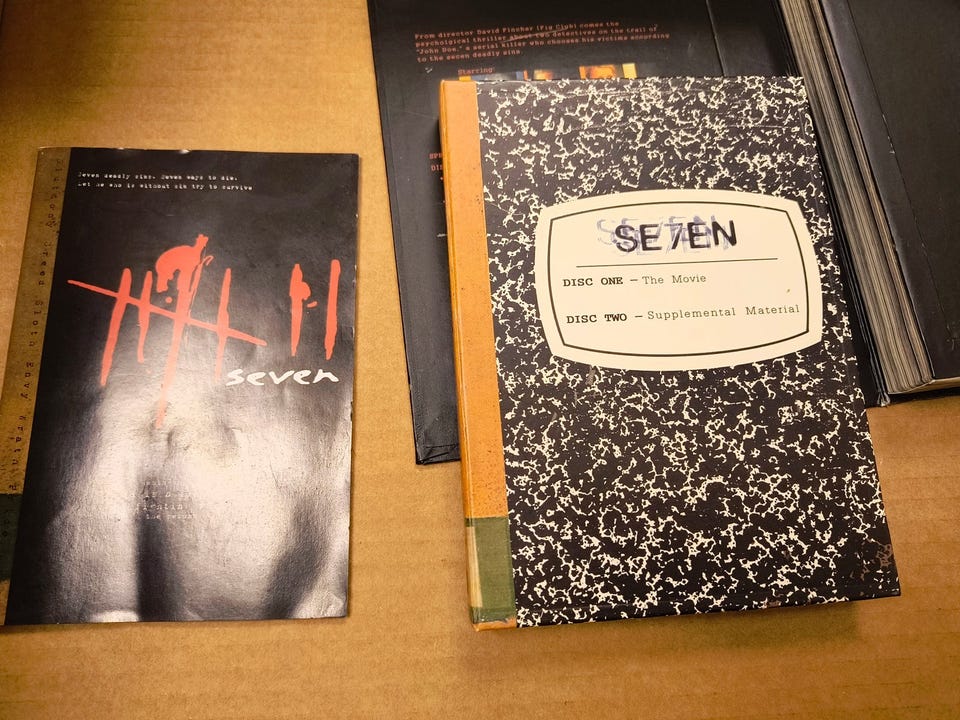 Seven deadly sins. Seven ways to die.
Let he who is without sin try to survive
seven
From director David Fincher (Fig Club) comes the
psycholgical thriller about two detectives on the trail of
"John Doe," a serial killer who chooses his victims according
to the seven deadly sins.
Starring
SE7EN
DISC ONE – The Movie
DISC TWO – Supplemental Material